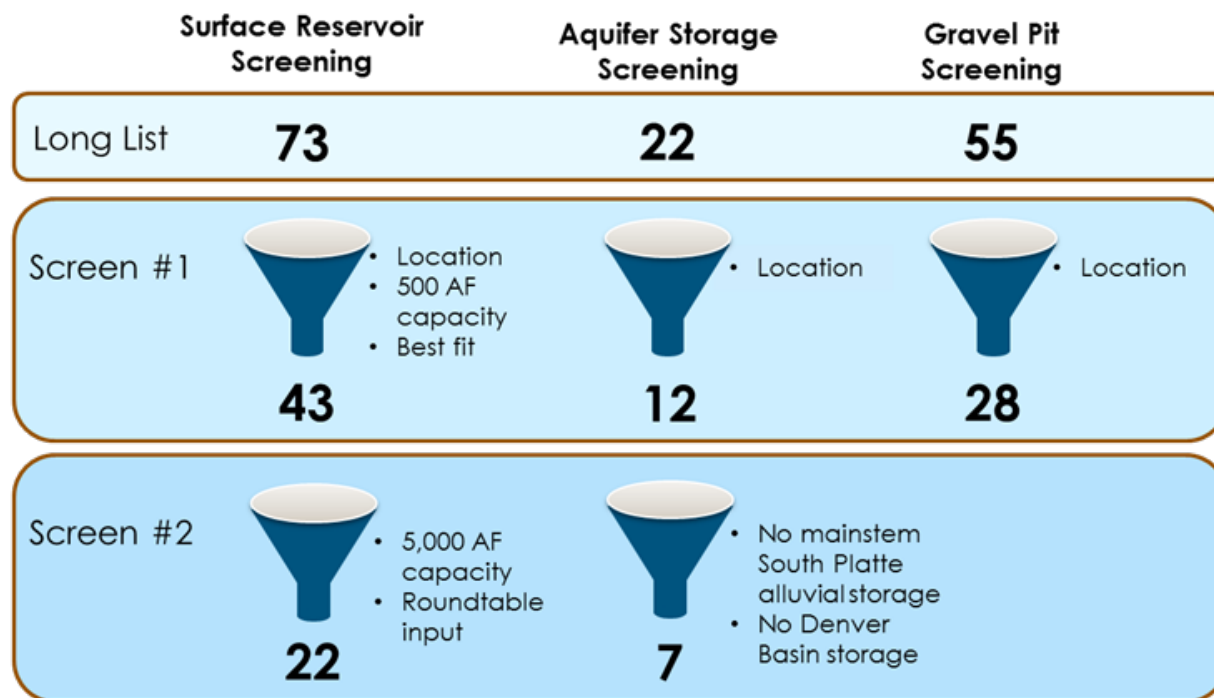 Surface Reservoir
Screening
Aquifer Storage
Screening
Gravel Pit
Screening
Long List
73
22
55
Screen #1
• Location
• 500 AF
capacity
• Best fit
43
• Location
12
• Location
28
Screen #2
• 5,000 AF
capacity
• Roundtable
input
22
• No mainstem
South Platte
alluvial storage
• No Denver
Basin storage
7